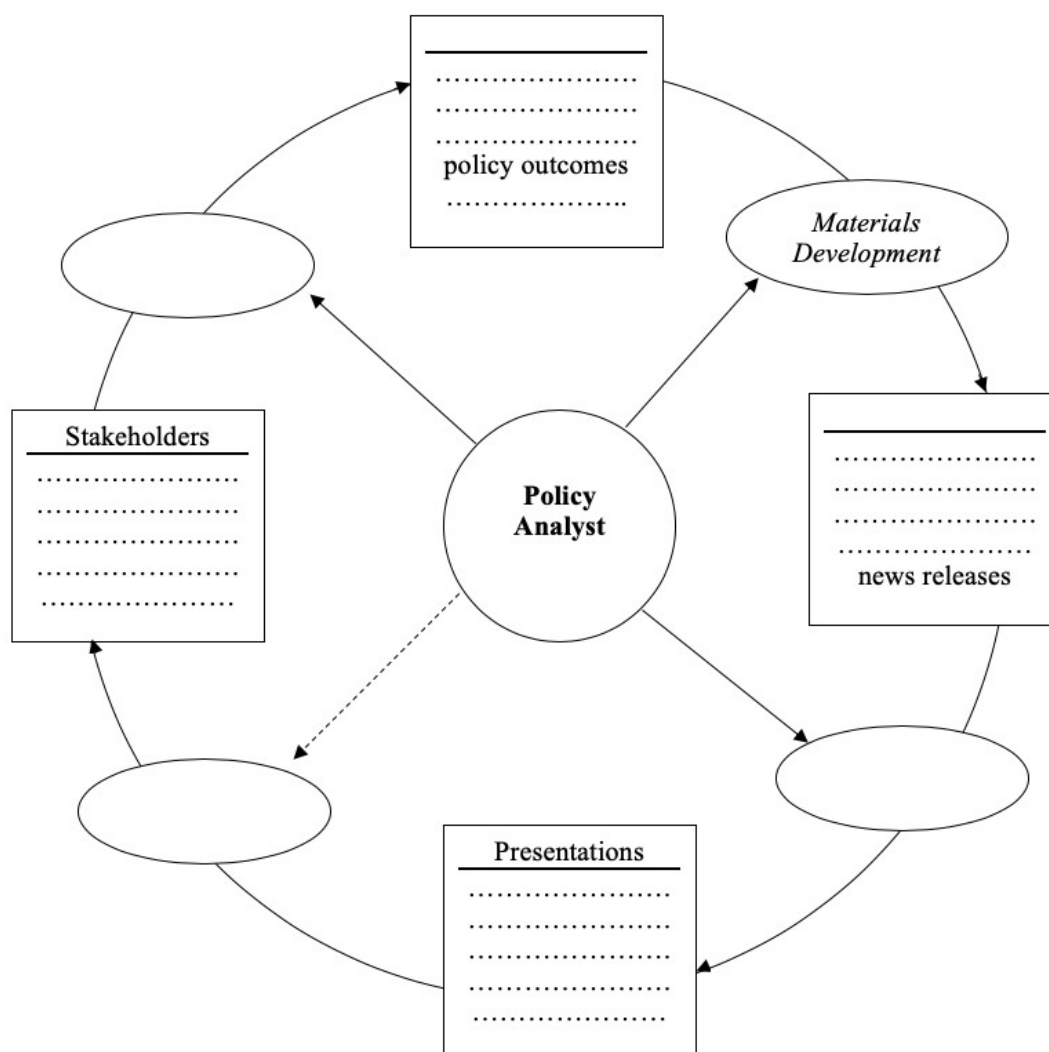 policy outcomes
Materials
Development
Stakeholders
Policy
Analyst
news releases
Presentations